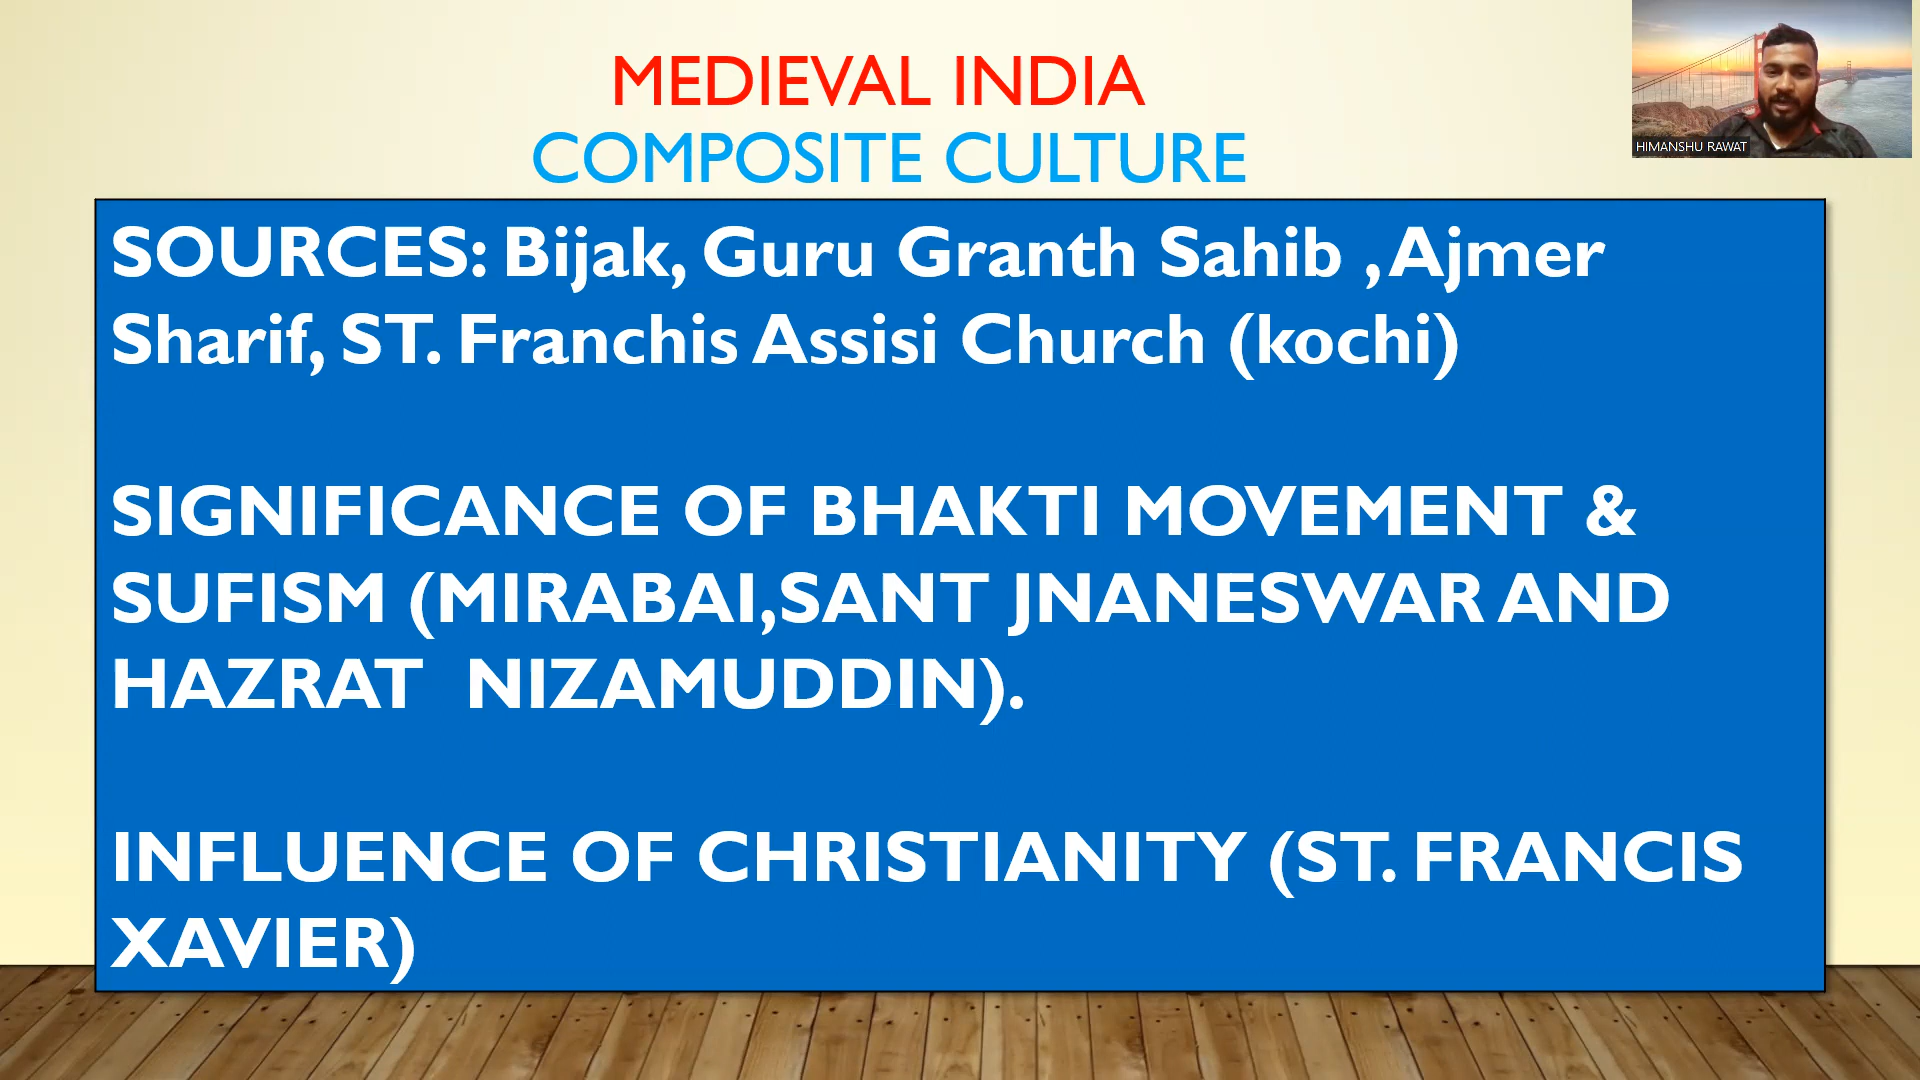 MEDIEVAL INDIA
COMPOSITE CULTURE
HIMANSHU RAWAT
SOURCES: Bijak, Guru Granth Sahib , Ajmer
Sharif, ST. Franchis Assisi Church (kochi)
SIGNIFICANCE OF BHAKTI MOVEMENT &
SUFISM (MIRABAI,SANT JNANESWAR AND
HAZRAT  NIZAMUDDIN).
INFLUENCE OF CHRISTIANITY (ST. FRANCIS
XAVIER)